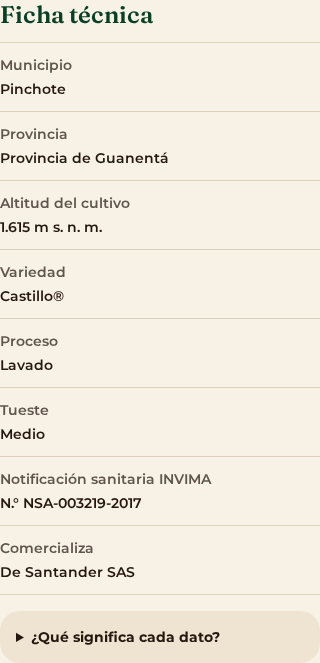 Ficha técnica
Municipio
Pinchote
Provincia
Provincia de Guanentá
Altitud del cultivo
1.615 m s. n. m.
Variedad
Castillo®
Proceso
Lavado
Tueste
Medio
Notificación sanitaria INVIMA
N.º NSA-003219-2017
Comercializa
De Santander SAS
¿Qué significa cada dato?